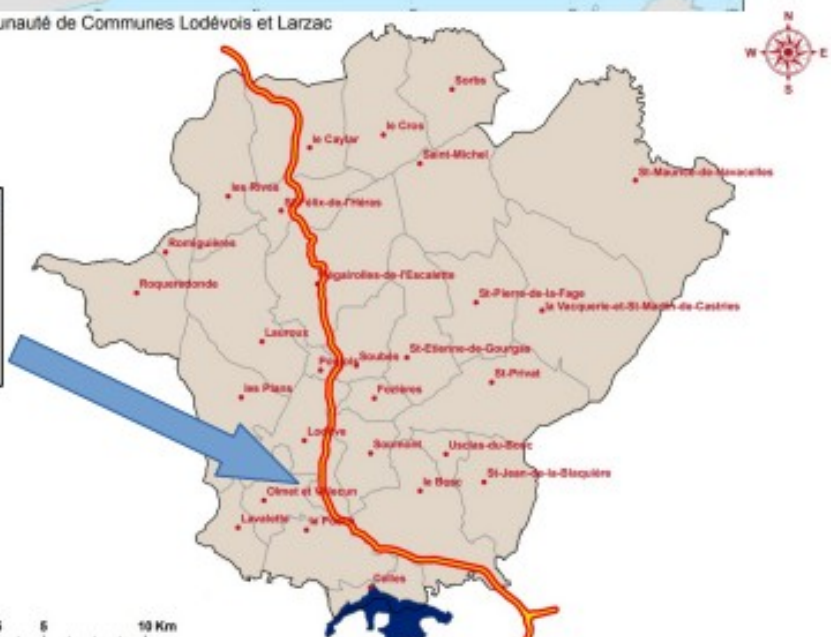 unauté de Communes Lodévois et Larzac
N
W E
S
Sorbs
le Cros
le Caylar
Saint-Michel
St-Maurice-de-Navacelles
les Rives
St-Félix-de-l'Héras
Romiguières
Pégairolles-de-l'Escalette
Roqueredonde
St-Pierre-de-la-Fage
la Vacquerie-et-St-Martin-de-Castries
Lauroux
St-Etienne-de-Gourgas
Soubès
Poujols
St-Privat
les Plans
Fozières
Lodève
Soumont
Usclas-du-Bosc
St-Jean-de-la-Blaquière
le Bosc
Olmet et Villecun
Lavalette
le Puech
Celles
5 10 Km